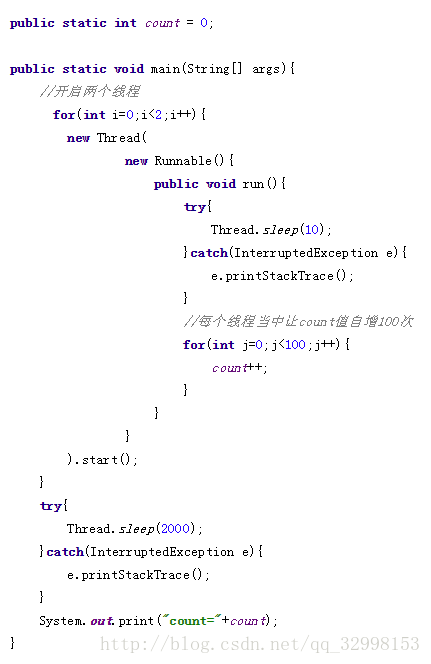 public static int count = 0;
public static void main(String[] args){
//开启两个线程
for(int i=0;i<2;i++){
new Thread(
new Runnable(){
public void run(){
try{
Thread.sleep(10);
}catch(InterruptedException e){
e.printStackTrace();
}
//每个线程当中让count值自增100次
for(int j=0;j<100;j++){
count++;
}
}
}
).start();
}
try{
Thread.sleep(2000);
}catch(InterruptedException e){
e.printStackTrace();
}
System.out.print("count="+count);
}
http://blog.csdn.net/qq_32998153